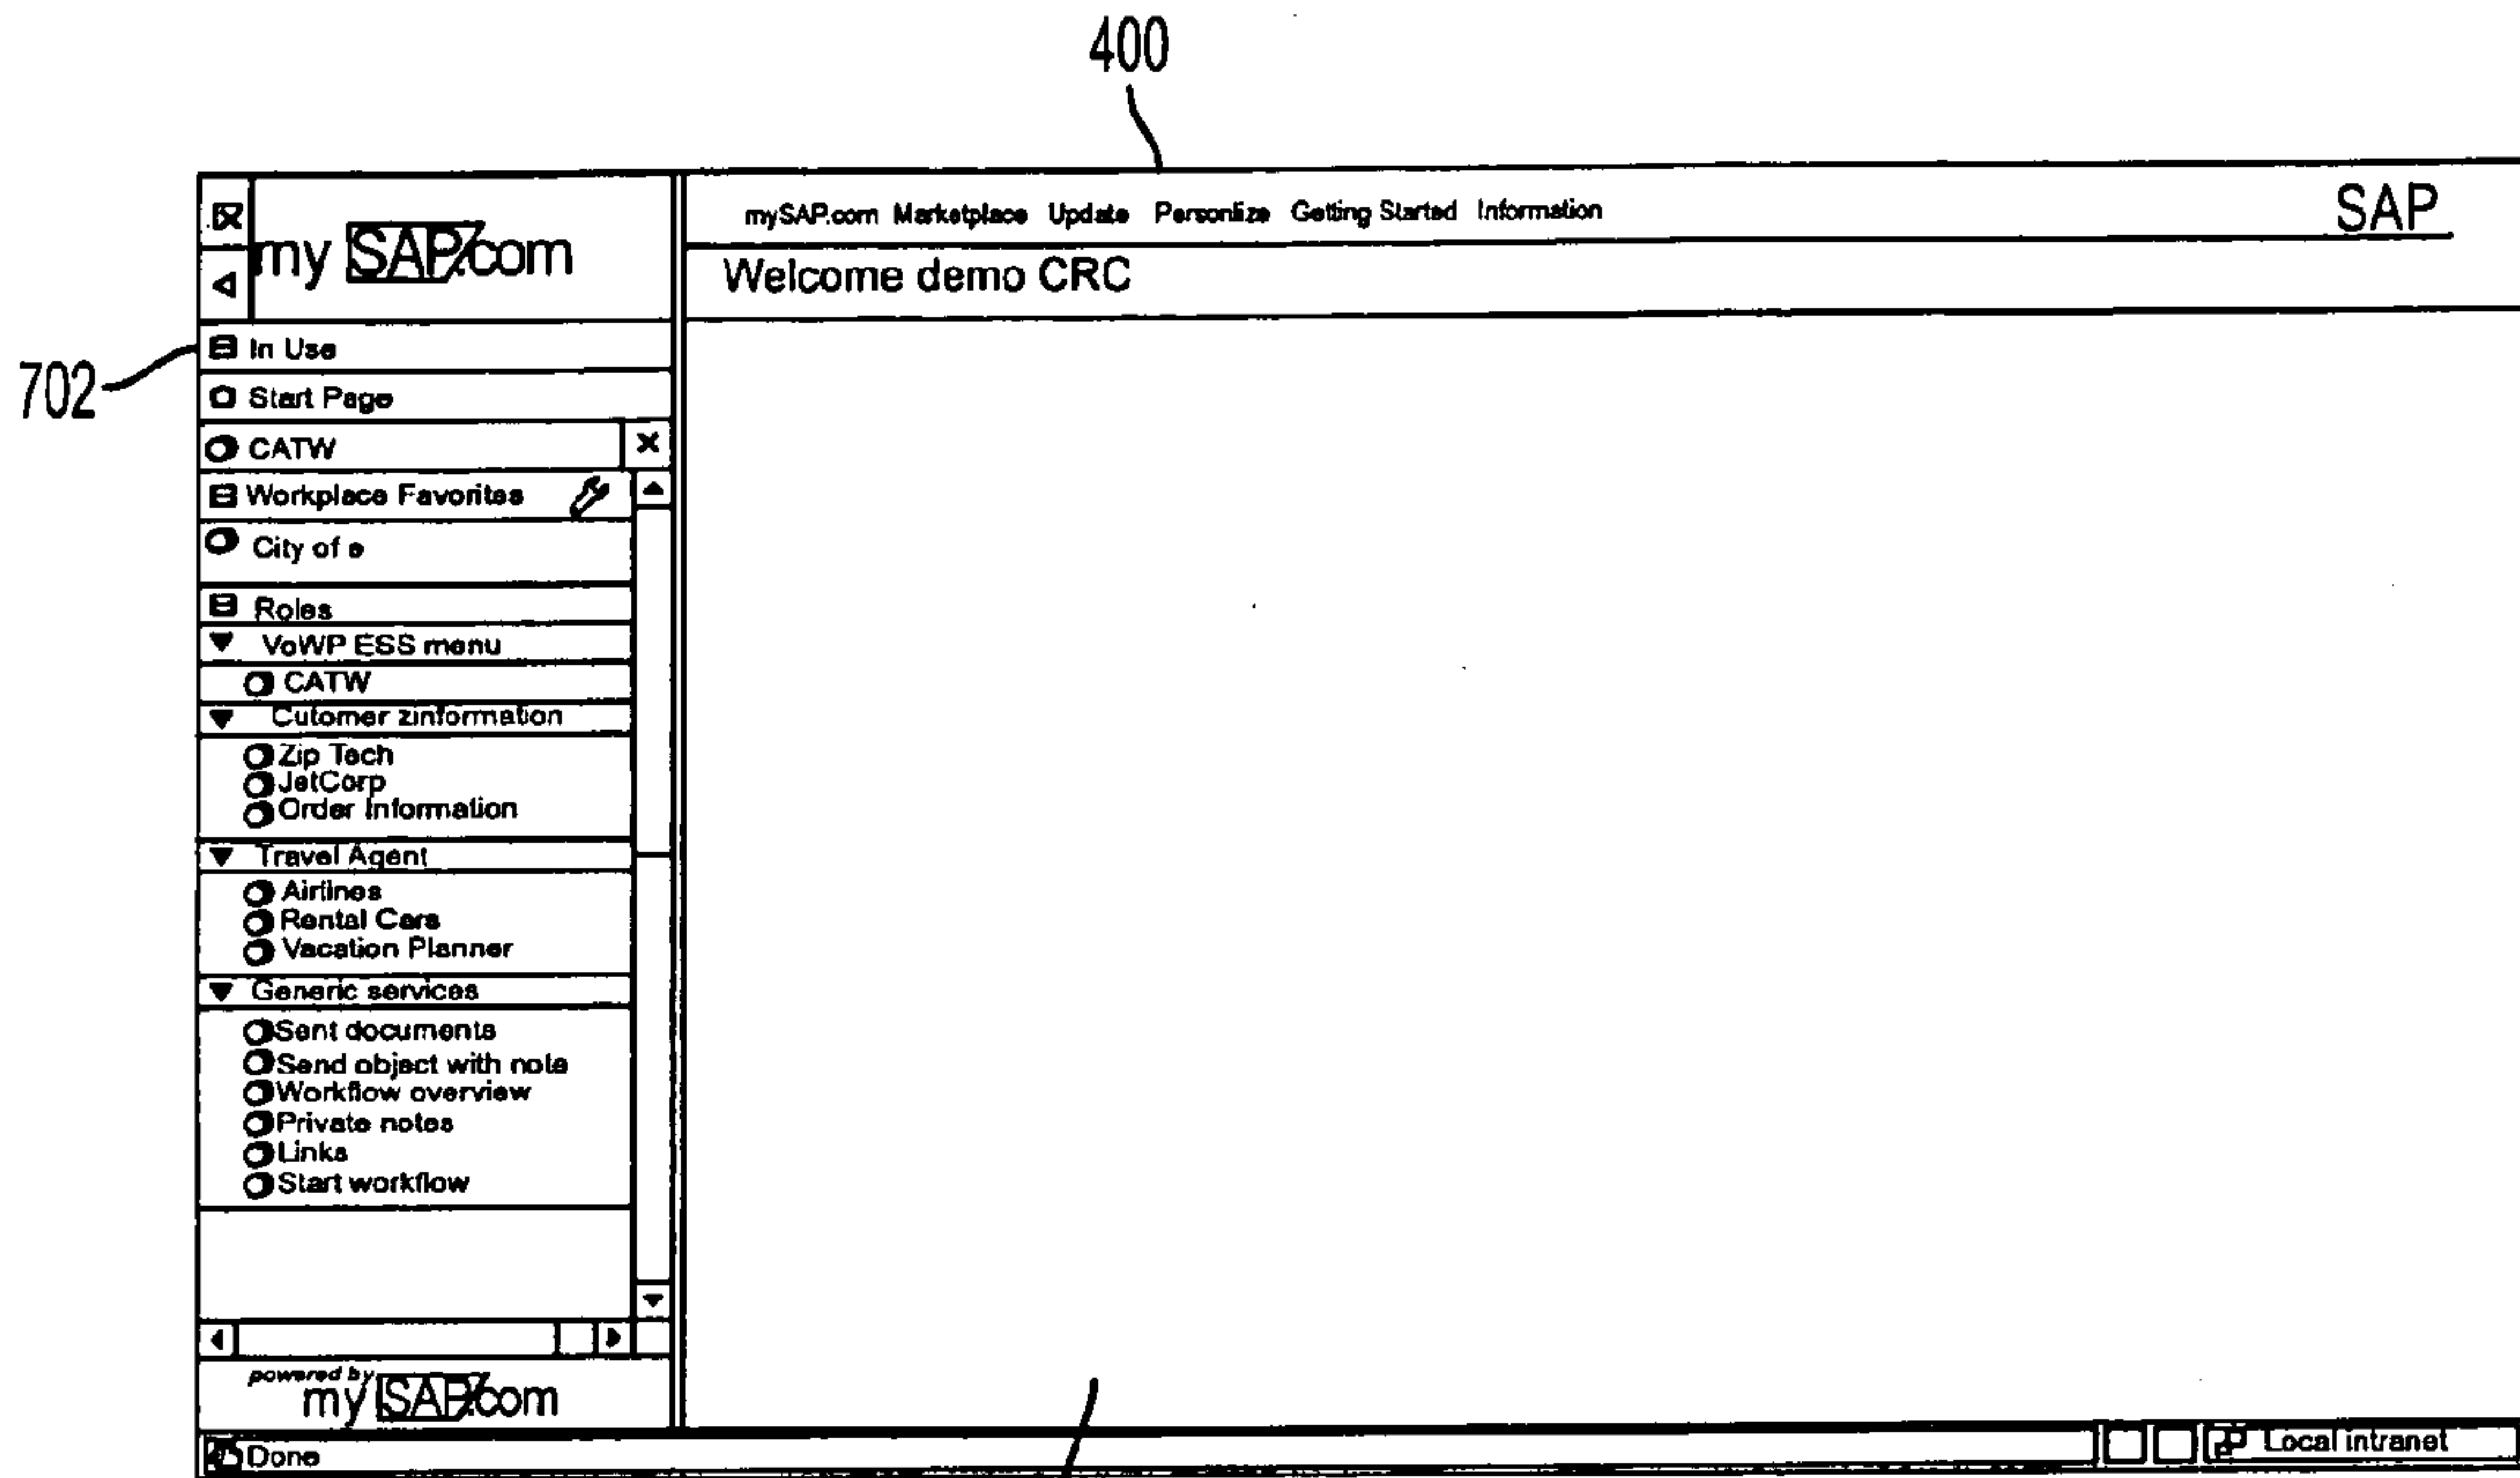 400
mySAP.com Marketplace Update Personlize Getting Started Information
SAP
my SAP.com
Welcome demo CRC
702
In Use
Start Page
CATW
Workplace Favorites
City of e
Roles
VoWP ESS menu
CATW
Cutomer zinformation
Zip Tech
JetCorp
Order Information
Travel Agent
Airlines
Rental Cars
Vacation Planner
Generic services
Sent documents
Send object with note
Workflow overview
Private notes
Links
Start workflow
powered by
my SAP.com
Done
Local intranet